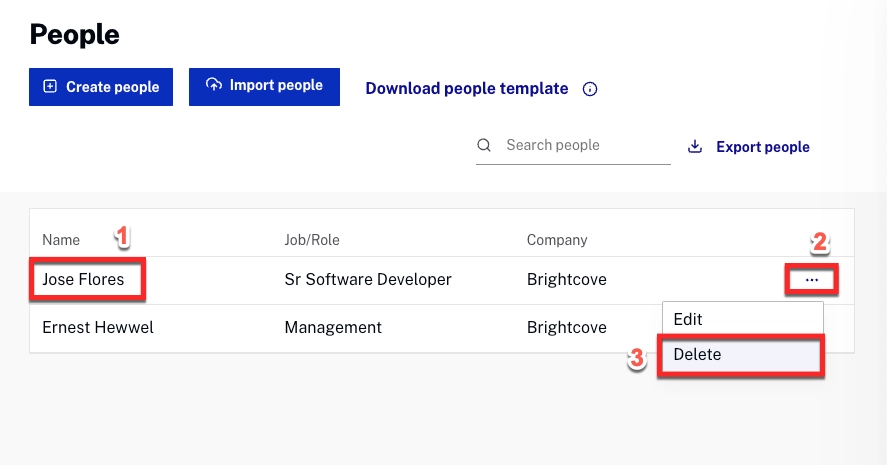 People
Create people
Import people
Download people template
Search people
Export people
Name 1 Job/Role Company 2
Jose Flores Sr Software Developer Brightcove ...
Ernest Hewwel Management Brightcove
Edit
3 Delete